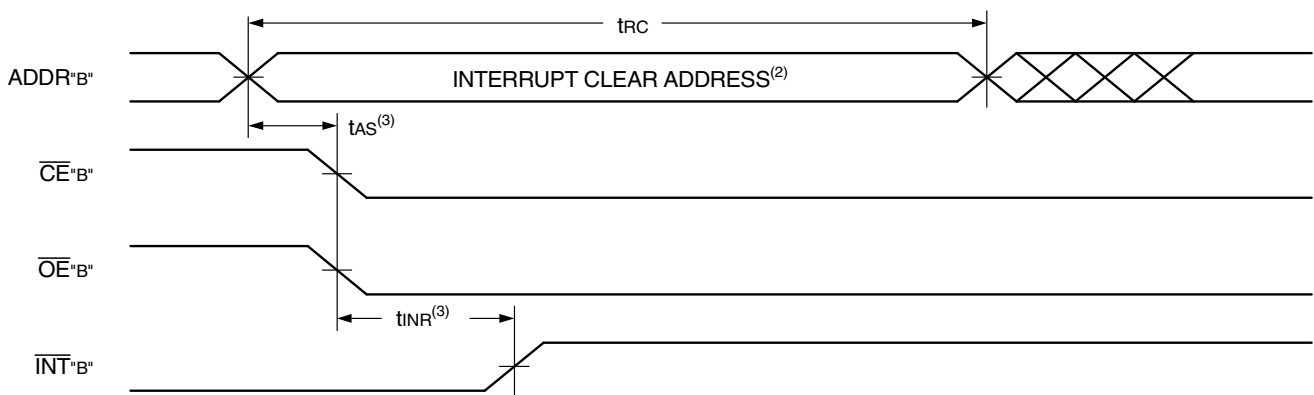 tRC
ADDR"B"
INTERRUPT CLEAR ADDRESS(2)
tAS(3)
CE"B"
OE"B"
tINR(3)
INT"B"